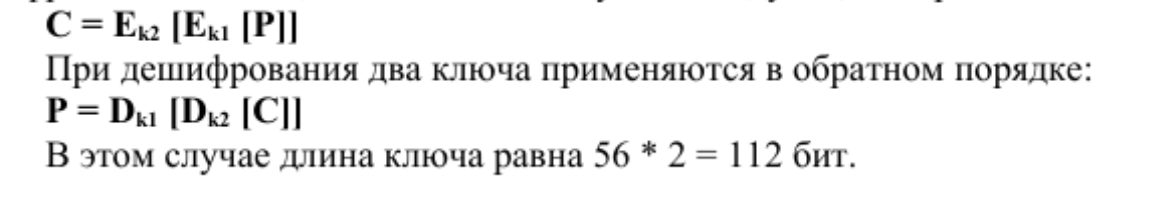 C = Ek2 [Ek1 [P]]
При дешифрования два ключа применяются в обратном порядке:
P = Dk1 [Dk2 [C]]
В этом случае длина ключа равна 56 * 2 = 112 бит.